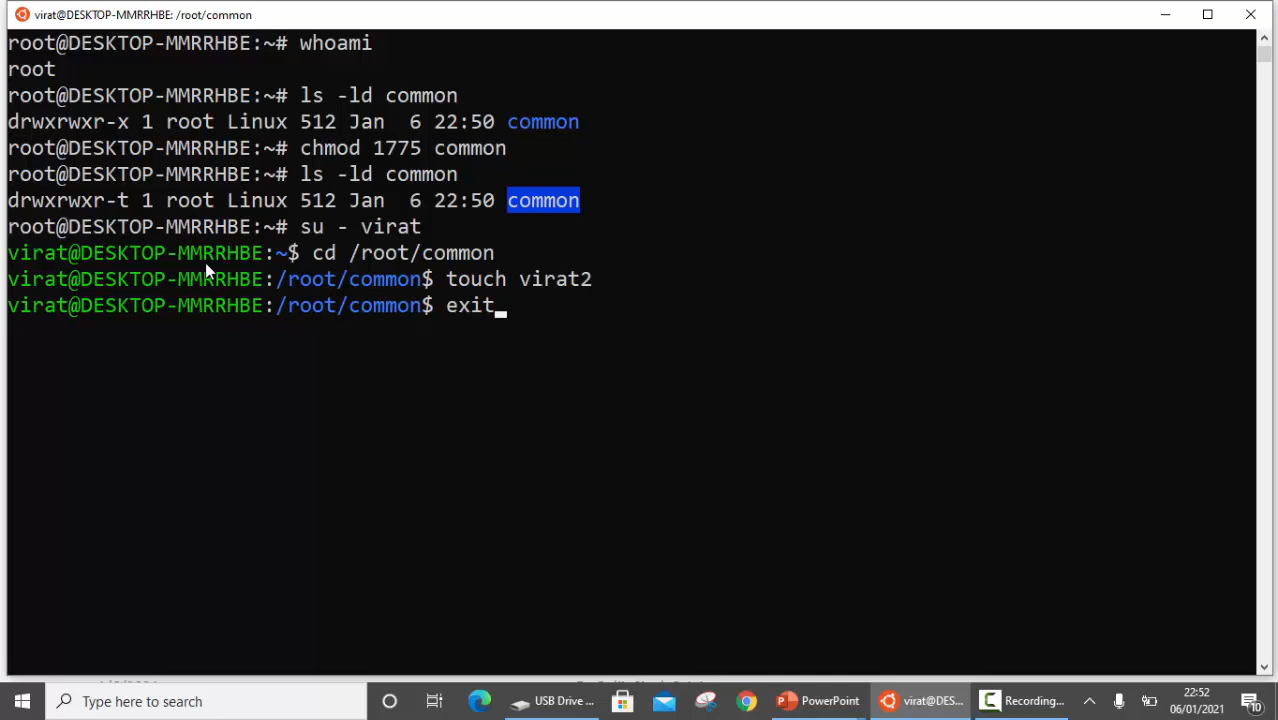 virat@DESKTOP-MMRRHBE: /root/common
root@DESKTOP-MMRRHBE:~# whoami
root
root@DESKTOP-MMRRHBE:~# ls -ld common
drwxrwxr-x 1 root Linux 512 Jan  6 22:50 common
root@DESKTOP-MMRRHBE:~# chmod 1775 common
root@DESKTOP-MMRRHBE:~# ls -ld common
drwxrwxr-t 1 root Linux 512 Jan  6 22:50 common
root@DESKTOP-MMRRHBE:~# su - virat
virat@DESKTOP-MMRRHBE:~$ cd /root/common
virat@DESKTOP-MMRRHBE:/root/common$ touch virat2
virat@DESKTOP-MMRRHBE:/root/common$ exit
Type here to search
USB Drive ...
PowerPoint
virat@DES...
Recording...
22:52
06/01/2021
10